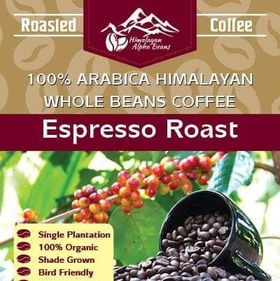 Roasted
Coffee
Himalayan
Alpha Beans
100% ARABICA HIMALAYAN
WHOLE BEANS COFFEE
Espresso Roast
Single Plantation
100% Organic
Shade Grown
Bird Friendly